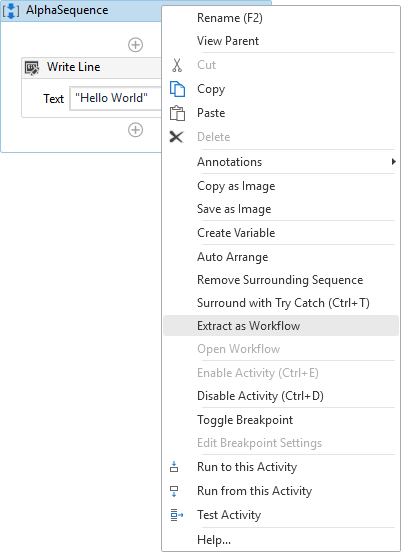 AlphaSequence
Write Line
Text "Hello World"
Rename (F2)
View Parent
Cut
Copy
Paste
Delete
Annotations
Copy as Image
Save as Image
Create Variable
Auto Arrange
Remove Surrounding Sequence
Surround with Try Catch (Ctrl+T)
Extract as Workflow
Open Workflow
Enable Activity (Ctrl+E)
Disable Activity (Ctrl+D)
Toggle Breakpoint
Edit Breakpoint Settings
Run to this Activity
Run from this Activity
Test Activity
Help...